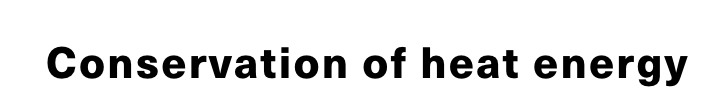 Conservation of heat energy